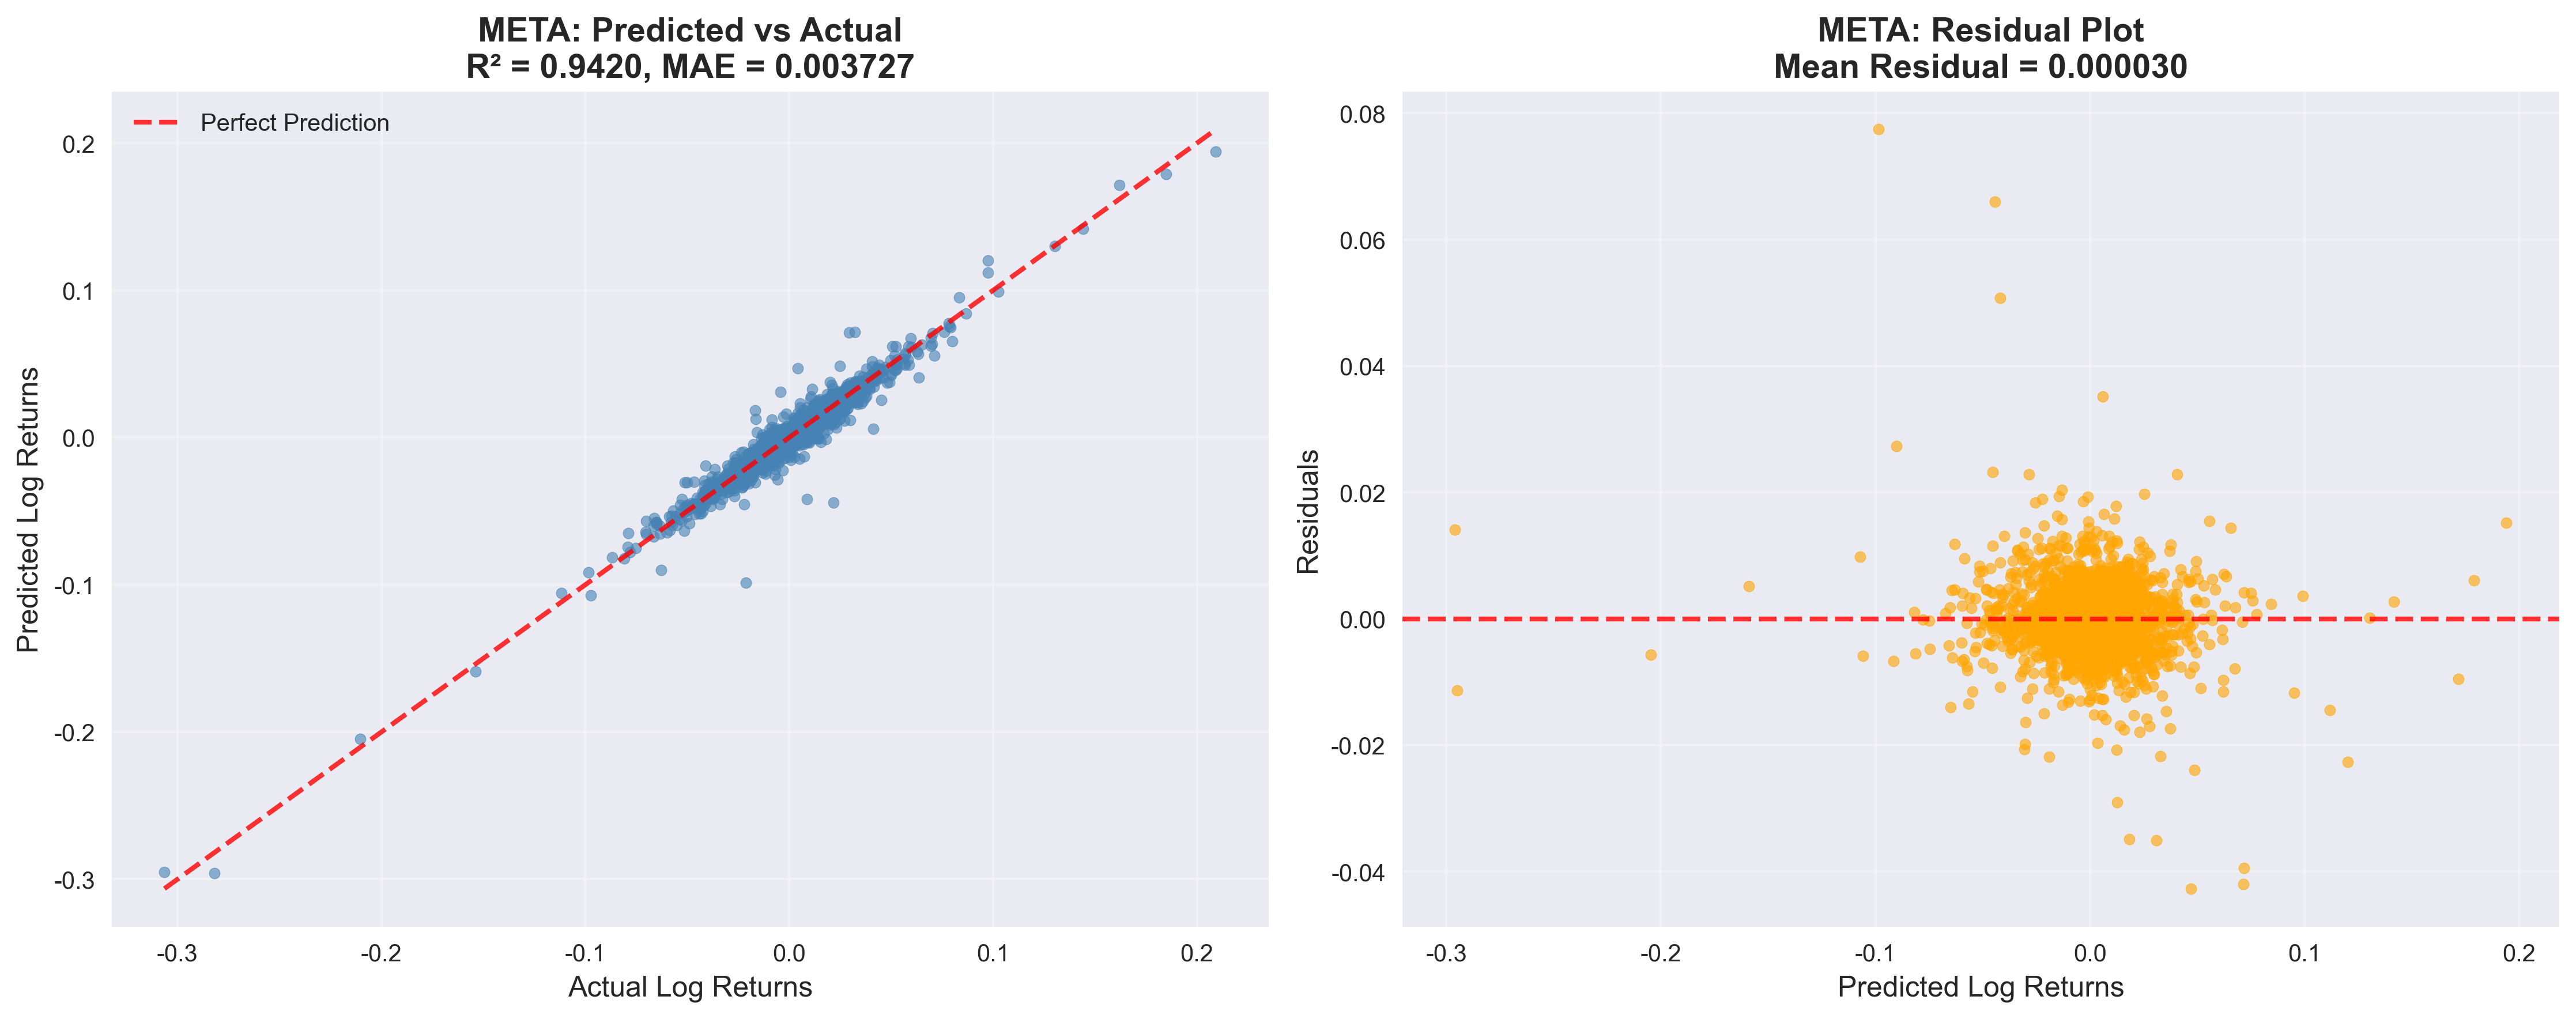 META: Predicted vs Actual
R² = 0.9420, MAE = 0.003727
Perfect Prediction
0.2
0.1
0.0
-0.1
-0.2
-0.3
Predicted Log Returns
-0.3 -0.2 -0.1 0.0 0.1 0.2
Actual Log Returns
META: Residual Plot
Mean Residual = 0.000030
0.08
0.06
0.04
0.02
0.00
-0.02
-0.04
Residuals
-0.3 -0.2 -0.1 0.0 0.1 0.2
Predicted Log Returns